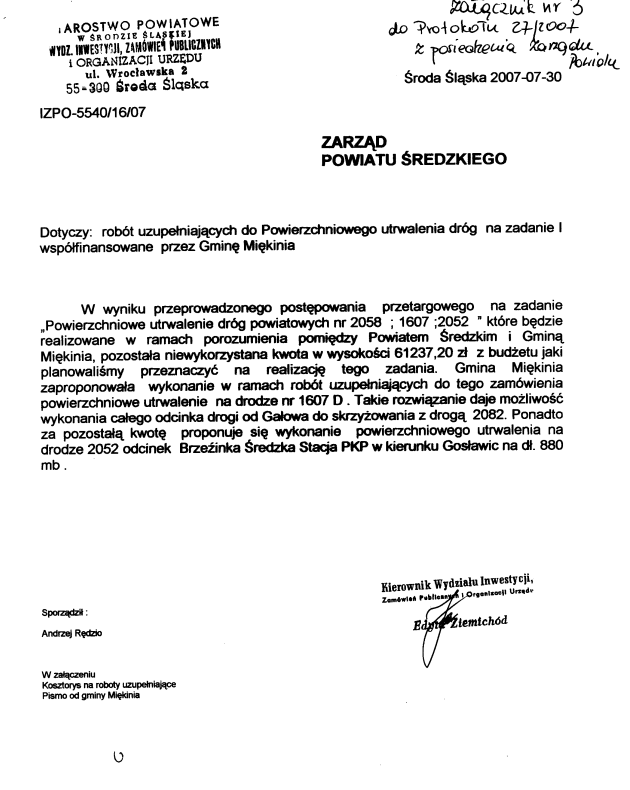 STAROSTWO POWIATOWE
W ŚRODZIE ŚLĄSKIEJ
WYDZ. INWESTYCJI, ZAMÓWIEŃ PUBLICZNYCH
i ORGANIZACJI URZĘDU
ul. Wrocławska 2
55-300 Środa Śląska
Załącznik nr 3
do Protokołu 27/2007
z posiedzenia Zarządu
Powiatu
Środa Śląska 2007-07-30
IZPO-5540/16/07
ZARZĄD
POWIATU ŚREDZKIEGO
Dotyczy: robót uzupełniających do Powierzchniowego utrwalenia dróg na zadanie I
współfinansowane przez Gminę Miękinia
W wyniku przeprowadzonego postępowania przetargowego na zadanie
„Powierzchniowe utrwalenie dróg powiatowych nr 2058 ; 1607 ;2052 ” które będzie
realizowane w ramach porozumienia pomiędzy Powiatem Średzkim i Gminą
Miękinia, pozostała niewykorzystana kwota w wysokości 61237,20 zł z budżetu jaki
planowaliśmy przeznaczyć na realizację tego zadania. Gmina Miękinia
zaproponowała wykonanie w ramach robót uzupełniających do tego zamówienia
powierzchniowe utrwalenie na drodze nr 1607 D . Takie rozwiązanie daje możliwość
wykonania całego odcinka drogi od Gałowa do skrzyżowania z drogą 2082. Ponadto
za pozostałą kwotę proponuje się wykonanie powierzchniowego utrwalenia na
drodze 2052 odcinek Brzeźinka Średzka Stacja PKP w kierunku Gosławic na dł. 880
mb .
Kierownik Wydziału Inwestycji,
Zamówień Publicznych i Organizacji Urzędu
Edyta Ziemichód
Sporządził :
Andrzej Rędzio
W załączeniu
Kosztorys na roboty uzupełniające
Pismo od gminy Miękinia